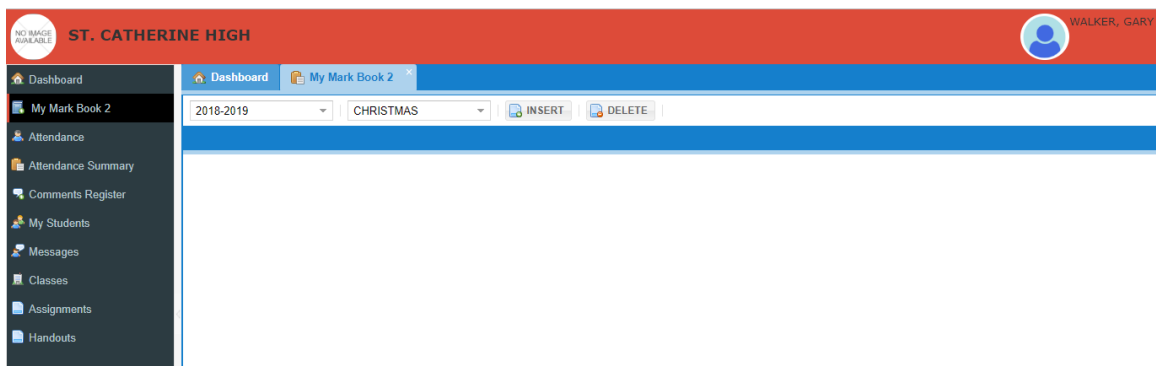 NO IMAGE
AVAILABLE
ST. CATHERINE HIGH
WALKER, GARY
Dashboard
My Mark Book 2
Attendance
Attendance Summary
Comments Register
My Students
Messages
Classes
Assignments
Handouts
Dashboard
My Mark Book 2
2018-2019
CHRISTMAS
INSERT
DELETE